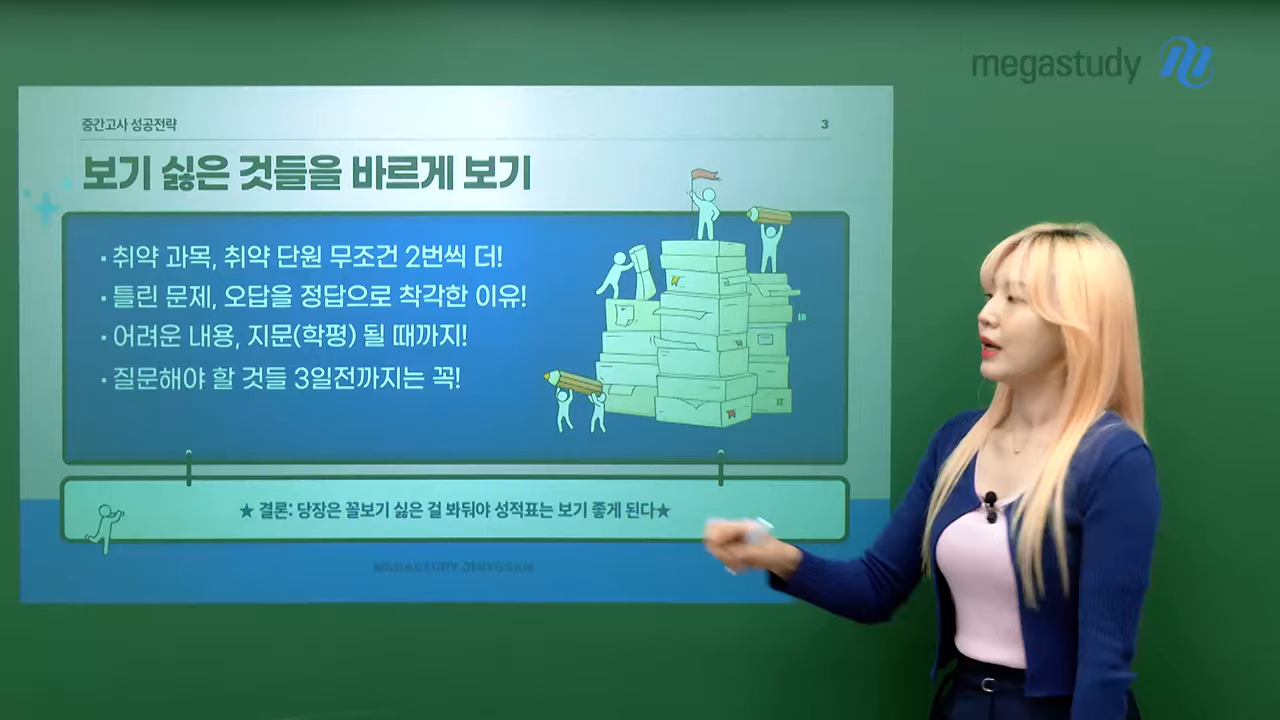 megastudy
중간고사 성공전략
3
보기 싫은 것들을 바르게 보기
· 취약 과목, 취약 단원 무조건 2번씩 더!
· 틀린 문제, 오답을 정답으로 착각한 이유!
· 어려운 내용, 지문(학평) 될 때까지!
· 질문해야 할 것들 3일전까지는 꼭!
★ 결론: 당장은 꼴보기 싫은 걸 봐둬야 성적표는 보기 좋게 된다★
MEGASTUDY JINYSSAM